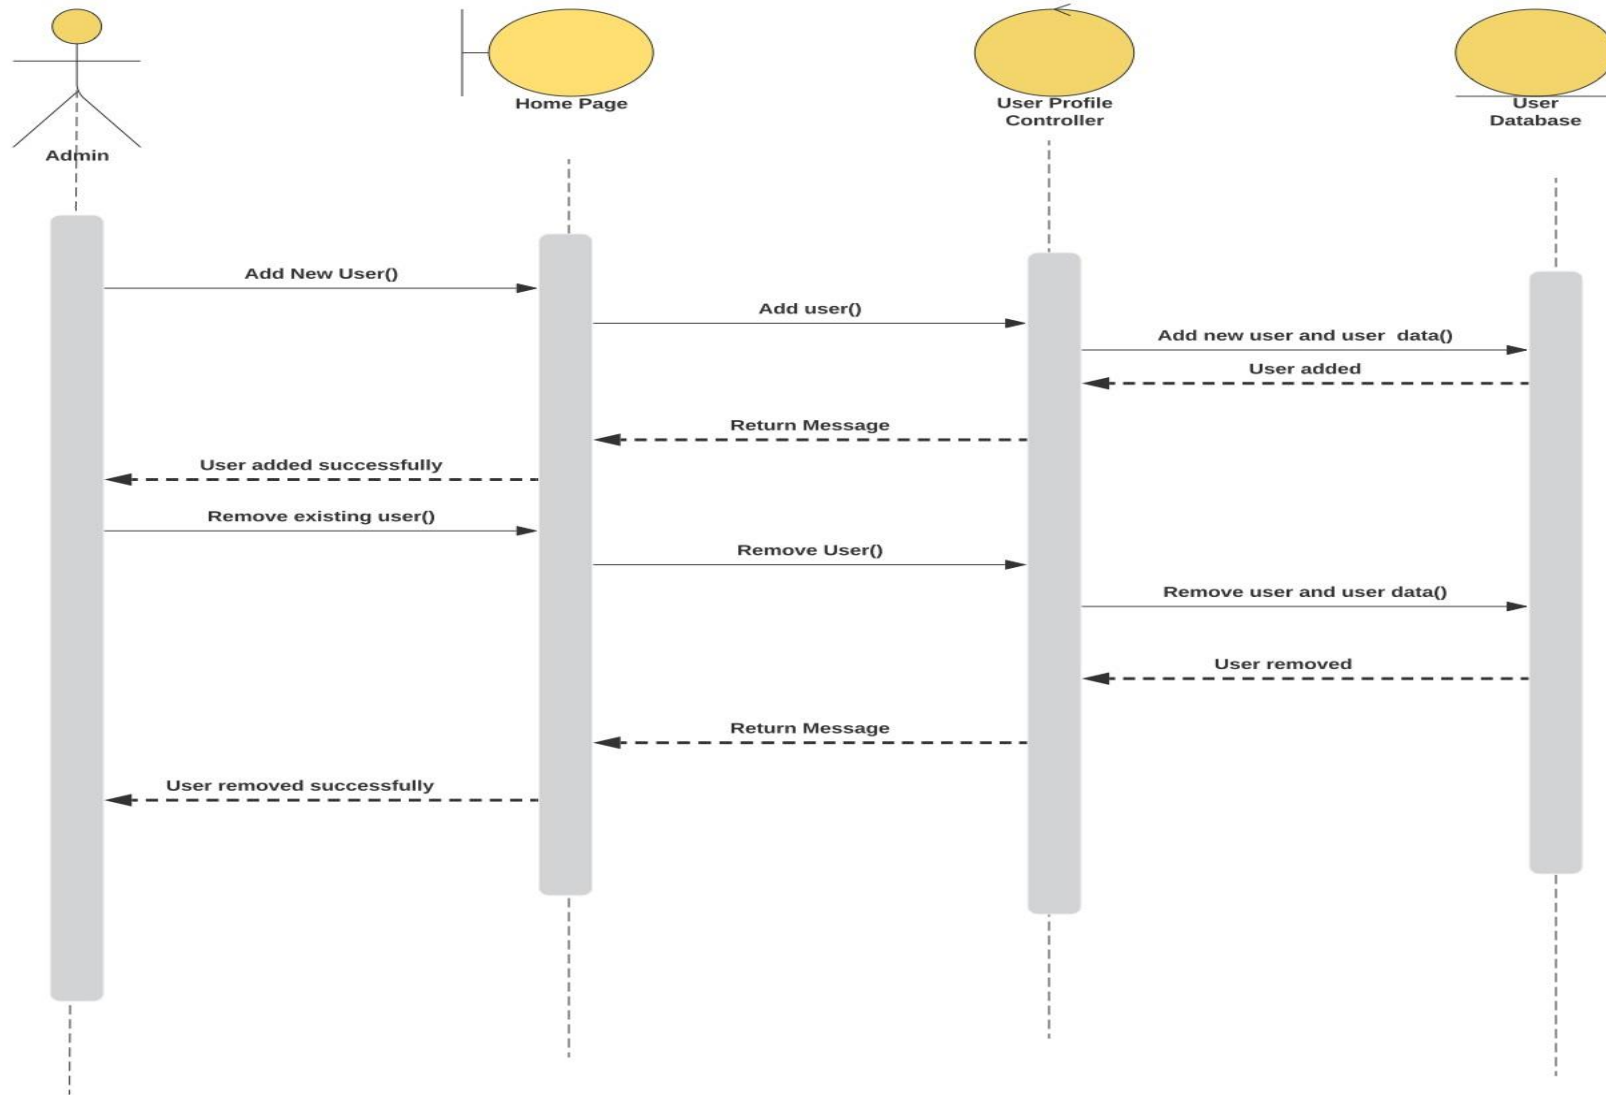 Home Page
User Profile
Controller
User
Database
Admin
Add New User()
Add user()
Add new user and user  data()
User added
Return Message
User added successfully
Remove existing user()
Remove User()
Remove user and user data()
User removed
Return Message
User removed successfully